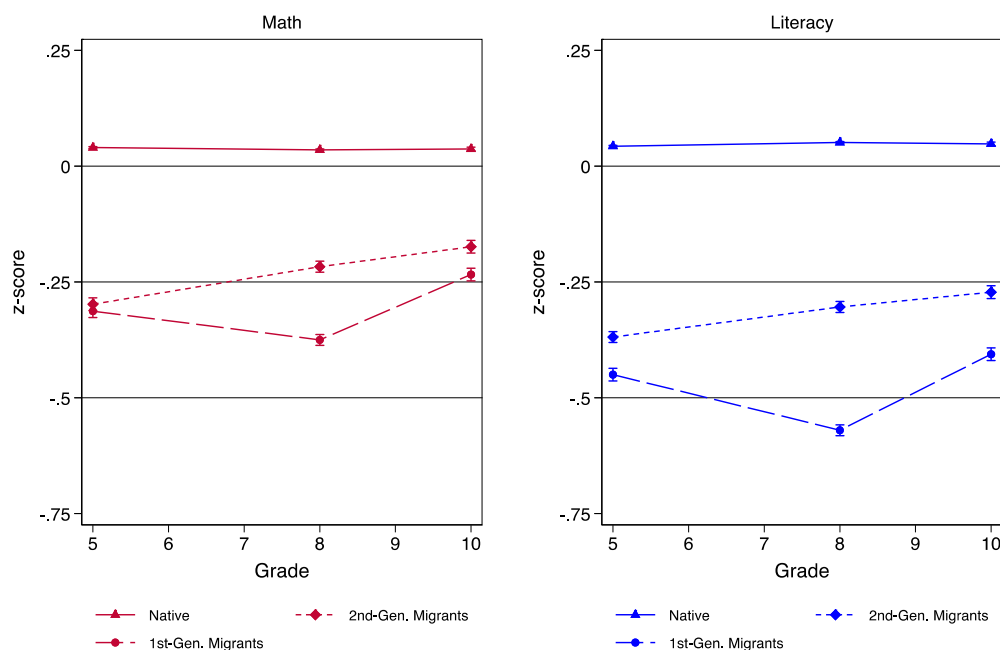 Math
.25
0
-.25
-.5
-.75
z-score
5 6 7 8 9 10
Grade
Native
2nd-Gen. Migrants
1st-Gen. Migrants
Literacy
.25
0
-.25
-.5
-.75
z-score
5 6 7 8 9 10
Grade
Native
2nd-Gen. Migrants
1st-Gen. Migrants